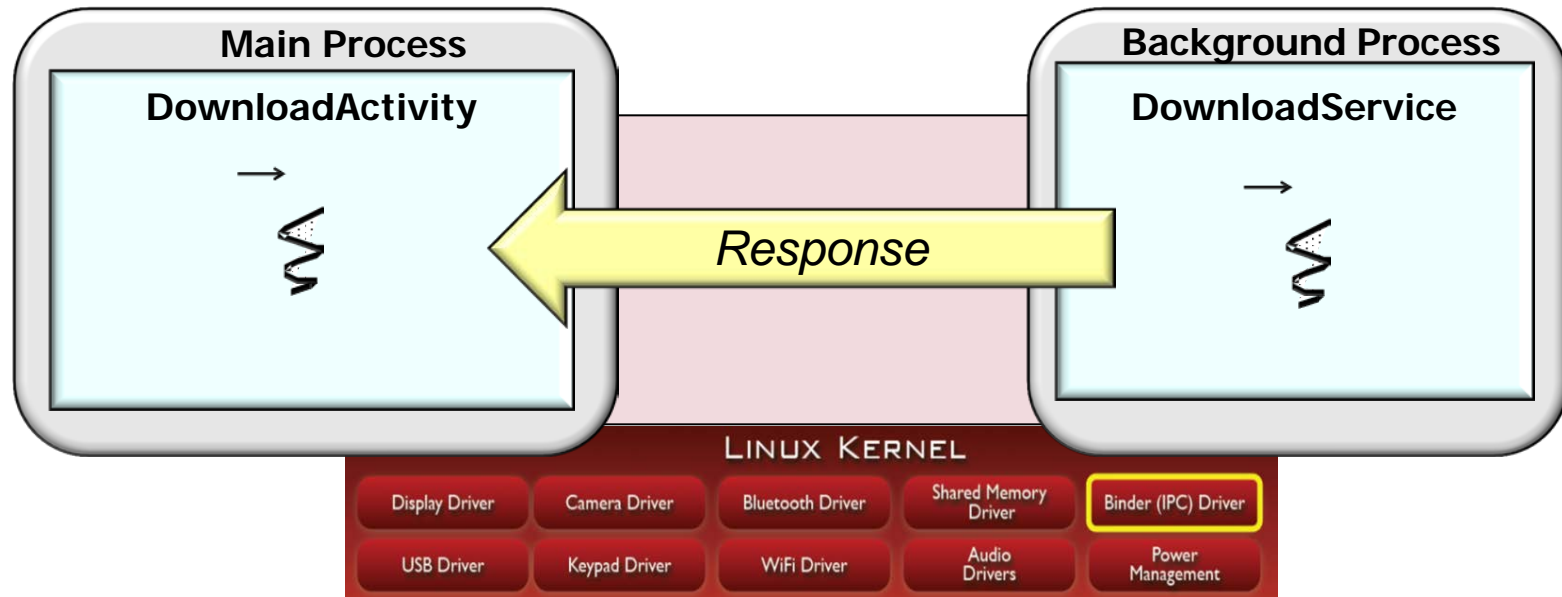 Main Process
Background Process
DownloadActivity
DownloadService
Response
LINUX KERNEL
Display Driver
Camera Driver
Bluetooth Driver
Shared Memory
Driver
Binder (IPC) Driver
USB Driver
Keypad Driver
WiFi Driver
Audio
Drivers
Power
Management